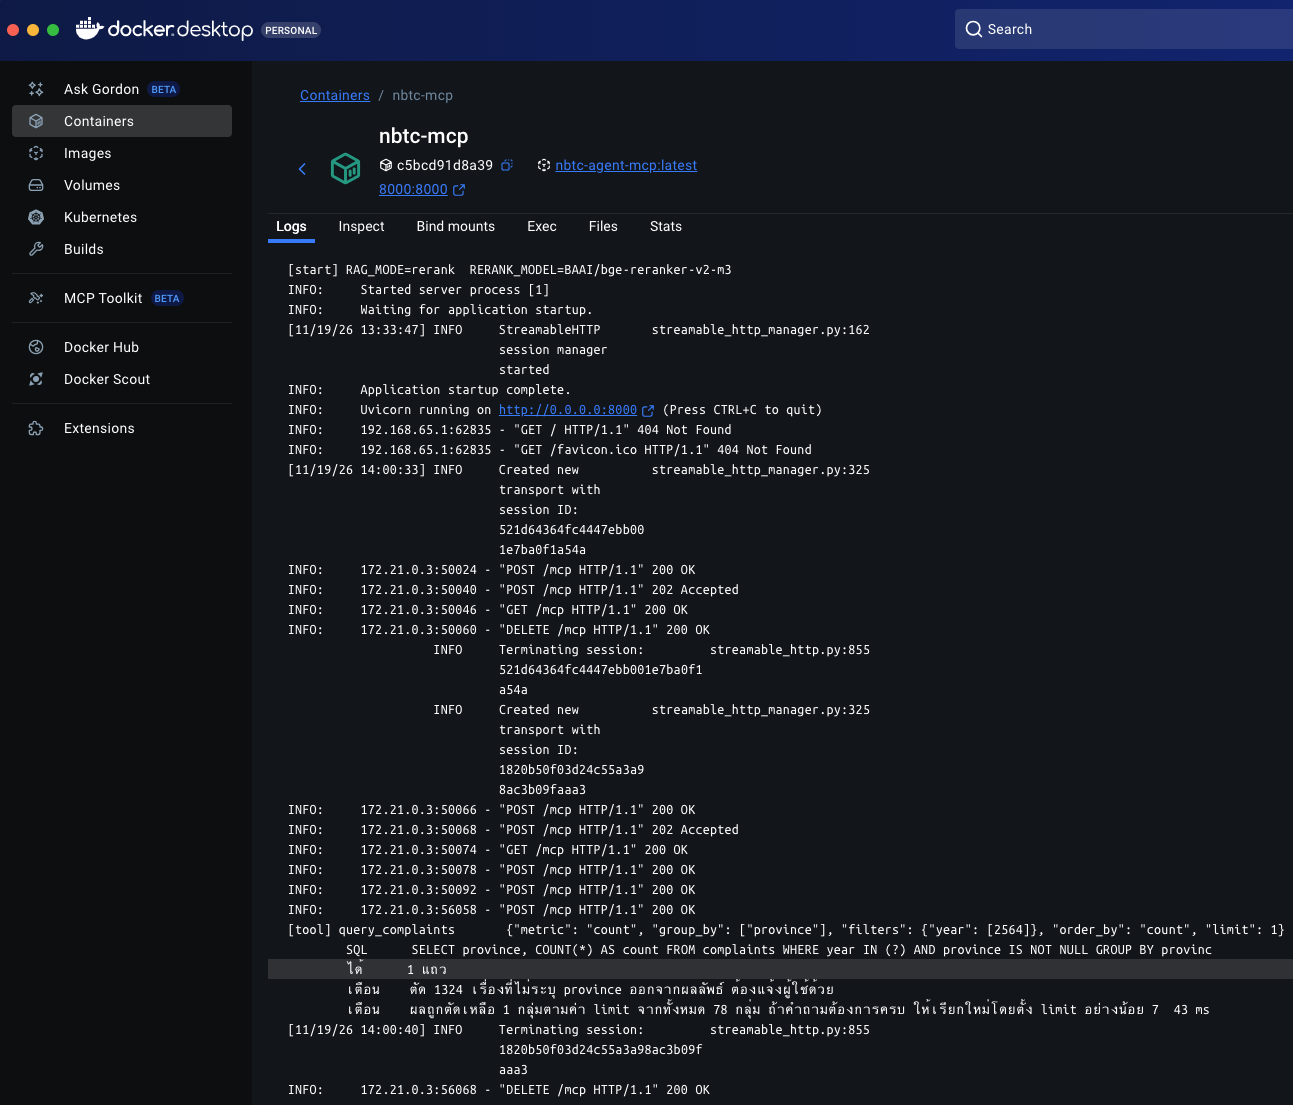 docker.desktop PERSONAL
Search
Ask Gordon BETA
Containers
Images
Volumes
Kubernetes
Builds
MCP Toolkit BETA
Docker Hub
Docker Scout
Extensions
Containers / nbtc-mcp
nbtc-mcp
c5bcd91d8a39 nbtc-agent-mcp:latest
8000:8000
Logs Inspect Bind mounts Exec Files Stats
[start] RAG_MODE=rerank RERANK_MODEL=BAAI/bge-reranker-v2-m3
INFO: Started server process [1]
INFO: Waiting for application startup.
[11/19/26 13:33:47] INFO StreamableHTTP streamable_http_manager.py:162
session manager
started
INFO: Application startup complete.
INFO: Uvicorn running on http://0.0.0.0:8000 (Press CTRL+C to quit)
INFO: 192.168.65.1:62835 - "GET / HTTP/1.1" 404 Not Found
INFO: 192.168.65.1:62835 - "GET /favicon.ico HTTP/1.1" 404 Not Found
[11/19/26 14:00:33] INFO Created new streamable_http_manager.py:325
transport with
session ID:
521d64364fc4447ebb00
1e7ba0f1a54a
INFO: 172.21.0.3:50024 - "POST /mcp HTTP/1.1" 200 OK
INFO: 172.21.0.3:50040 - "POST /mcp HTTP/1.1" 202 Accepted
INFO: 172.21.0.3:50046 - "GET /mcp HTTP/1.1" 200 OK
INFO: 172.21.0.3:50060 - "DELETE /mcp HTTP/1.1" 200 OK
INFO Terminating session: streamable_http.py:855
521d64364fc4447ebb001e7ba0f1
a54a
INFO Created new streamable_http_manager.py:325
transport with
session ID:
1820b50f03d24c55a3a9
8ac3b09faaa3
INFO: 172.21.0.3:50066 - "POST /mcp HTTP/1.1" 200 OK
INFO: 172.21.0.3:50068 - "POST /mcp HTTP/1.1" 202 Accepted
INFO: 172.21.0.3:50074 - "GET /mcp HTTP/1.1" 200 OK
INFO: 172.21.0.3:50078 - "POST /mcp HTTP/1.1" 200 OK
INFO: 172.21.0.3:50092 - "POST /mcp HTTP/1.1" 200 OK
INFO: 172.21.0.3:56058 - "POST /mcp HTTP/1.1" 200 OK
[tool] query_complaints {"metric": "count", "group_by": ["province"], "filters": {"year": [2564]}, "order_by": "count", "limit": 1}
SQL SELECT province, COUNT(*) AS count FROM complaints WHERE year IN (?) AND province IS NOT NULL GROUP BY provinc
ได้ 1 แถว
เตือน ตัด 1324 เรื่องที่ไม่ระบุ province ออกจากผลลัพธ์ ต้องแจ้งผู้ใช้ด้วย
เตือน ผลถูกตัดเหลือ 1 กลุ่มตามค่า limit จากทั้งหมด 78 กลุ่ม ถ้าคำถามต้องการครบ ให้เรียกใหม่โดยตั้ง limit อย่างน้อย 7 43 ms
[11/19/26 14:00:40] INFO Terminating session: streamable_http.py:855
1820b50f03d24c55a3a98ac3b09f
aaa3
INFO: 172.21.0.3:56068 - "DELETE /mcp HTTP/1.1" 200 OK